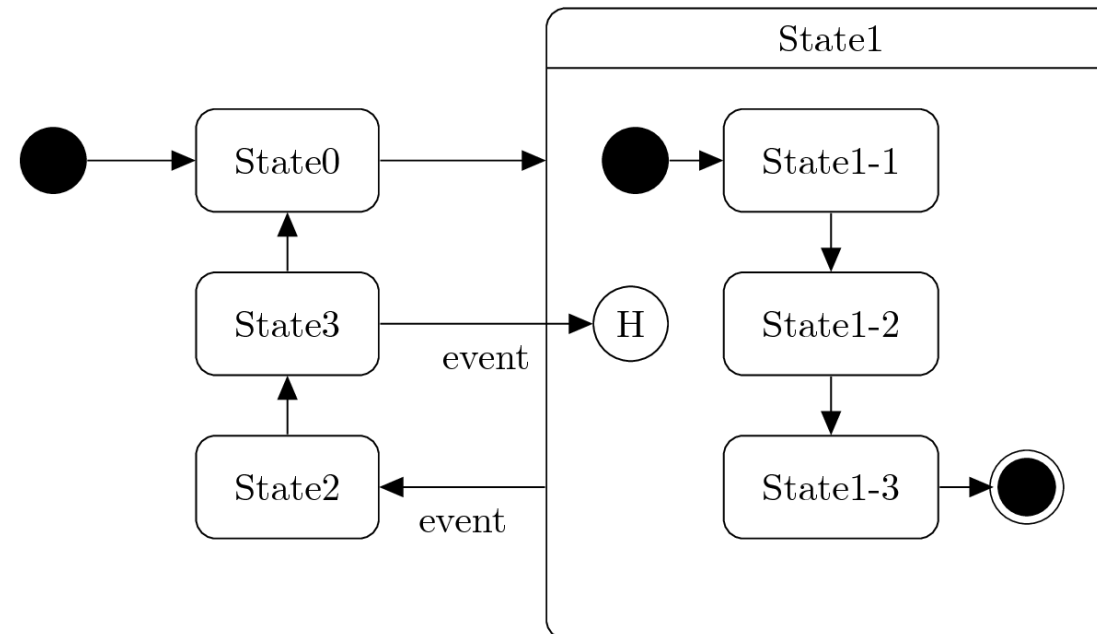 State1
State0
State1-1
State3
H
State1-2
event
State2
State1-3
event